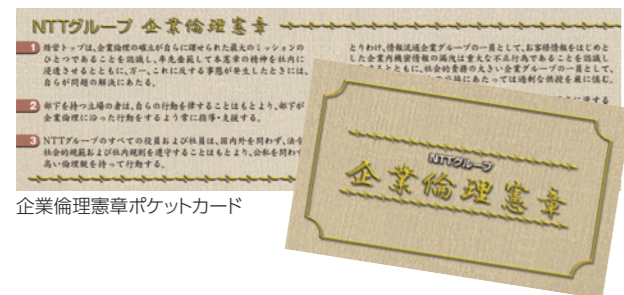 NTTグループ 企業倫理憲章
1 経営トップは、企業倫理の確立が自らに課せられた最大のミッションの
ひとつであることを認識し、率先垂範して本憲章の精神を社内に
浸透させるとともに、万一、これに反する事態が発生したときには、
自らが問題の解決にあたる。
2 部下を持つ立場の者は、自らの行動を律することはもとより、部下が
企業倫理に沿った行動をするよう常に指導・支援する。
3 NTTグループのすべての役員および社員は、国内外を問わず、法令
社会的規範および社内規則を遵守することはもとより、公私を問わず
高い倫理観を持って行動する。
とりわけ、情報流通企業グループの一員として、お客様情報をはじめと
した企業内機密情報の漏洩は重大な不正行為であることを認識し
するとともに、社会的責務の大きい企業グループの一員として、
にあたっては過剰な供授を厳に慎む。
NTTグループ
企業倫理憲章
企業倫理憲章ポケットカード